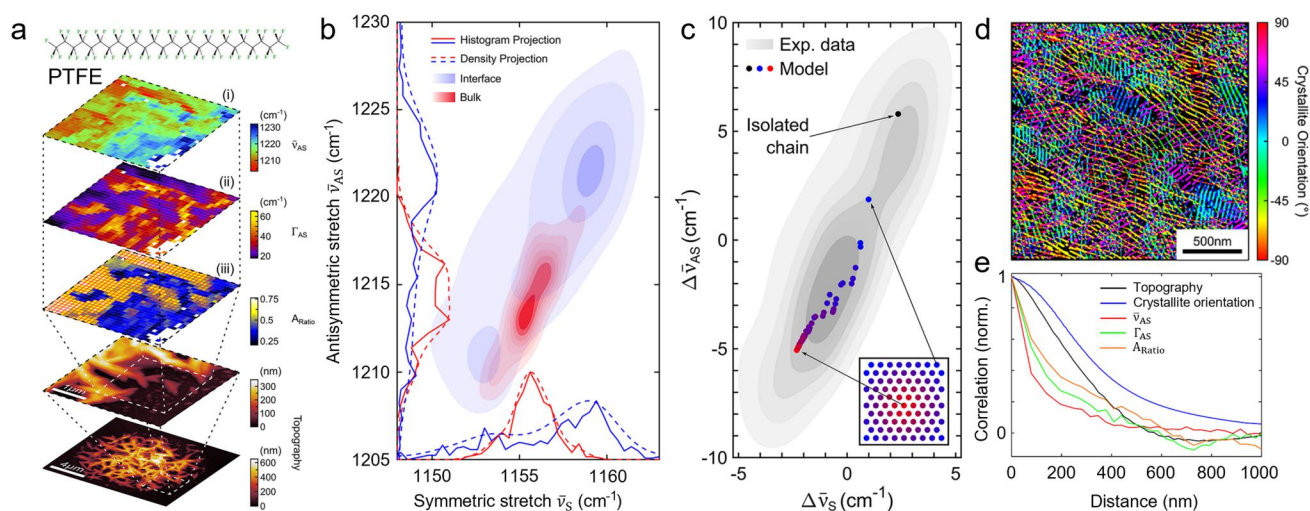 a
PTFE
(i)
(cm⁻¹)
1230
1220
1210
ν̄AS
(ii)
(cm⁻¹)
60
40
20
ΓAS
(iii)
0.75
0.50
0.25
ARatio
(nm)
300
200
100
0
1μm
(nm)
600
400
200
0
4μm
Topography
b
1230
1225
1220
1215
1210
1205
Antisymmetric stretch ν̄AS (cm⁻¹)
Histogram Projection
Density Projection
Interface
Bulk
1150 1155 1160
Symmetric stretch ν̄S (cm⁻¹)
c
10
5
0
-5
-10
Δν̄AS (cm⁻¹)
Exp. data
Model
Isolated
chain
-5 0 5
Δν̄S (cm⁻¹)
d
500nm
90
45
0
-45
-90
Crystallite Orientation (°)
e
1
0
Correlation (norm.)
Topography
Crystallite orientation
ν̄AS
ΓAS
ARatio
0 200 400 600 800 1000
Distance (nm)